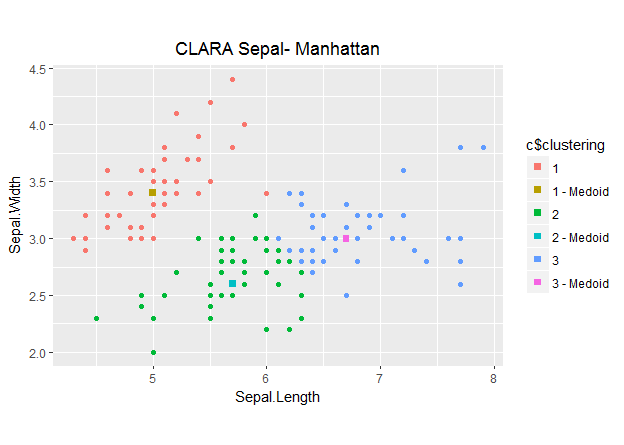 CLARA Sepal- Manhattan
4.5
4.0
3.5
3.0
2.5
2.0
Sepal.Width
5
6
7
8
Sepal.Length
c$clustering
1
1 - Medoid
2
2 - Medoid
3
3 - Medoid